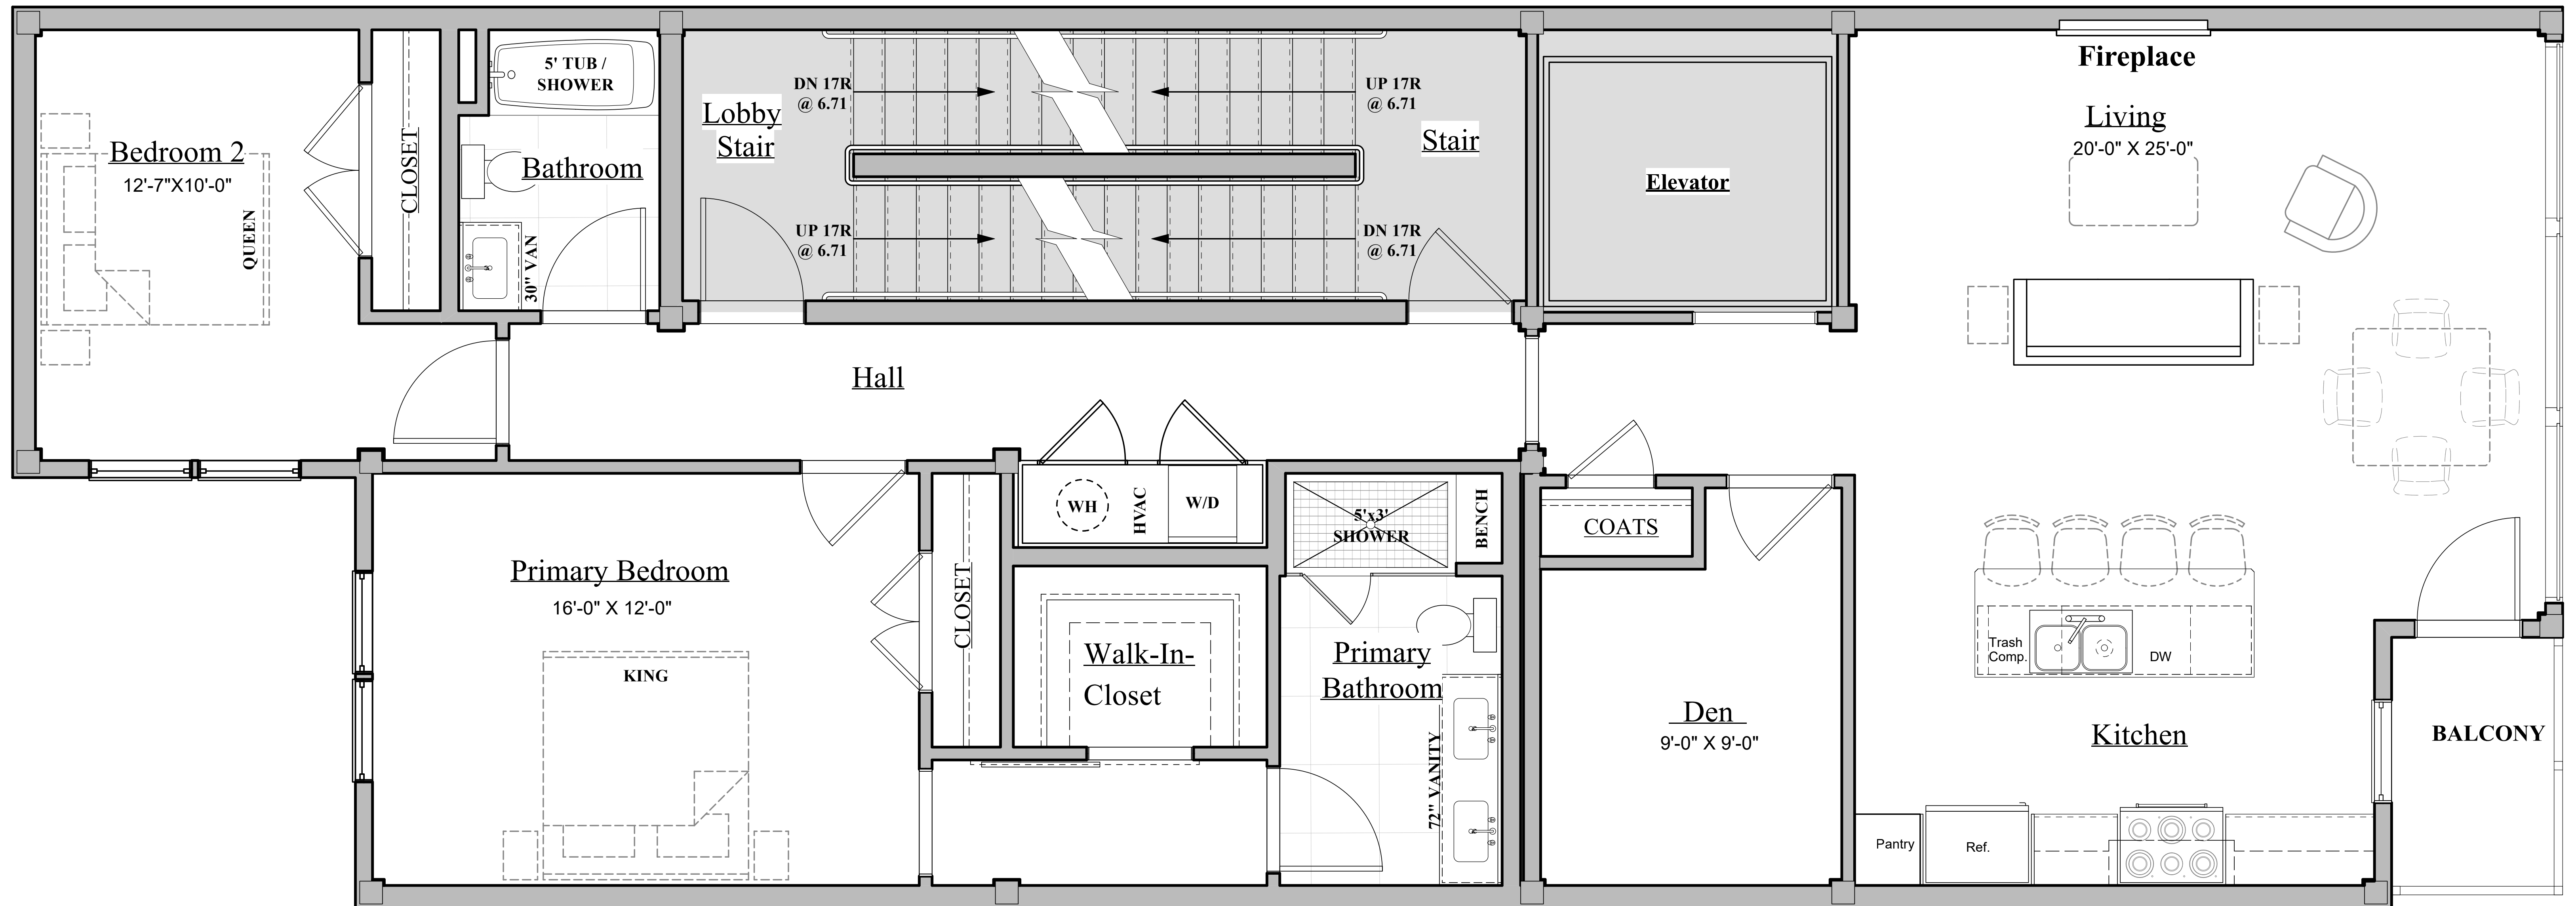 Bedroom 2
12'-7"X10'-0"
QUEEN
CLOSET
5' TUB /
SHOWER
Bathroom
30" VAN
Lobby
Stair
DN 17R
@ 6.71
UP 17R
@ 6.71
UP 17R
@ 6.71
DN 17R
@ 6.71
Stair
Elevator
Fireplace
Living
20'-0" X 25'-0"
Hall
Primary Bedroom
16'-0" X 12'-0"
KING
CLOSET
WH
HVAC
W/D
Walk-In-
Closet
5'x3'
SHOWER
BENCH
Primary
Bathroom
72" VANITY
COATS
Den
9'-0" X 9'-0"
Trash
Comp.
DW
Kitchen
Pantry
Ref.
BALCONY